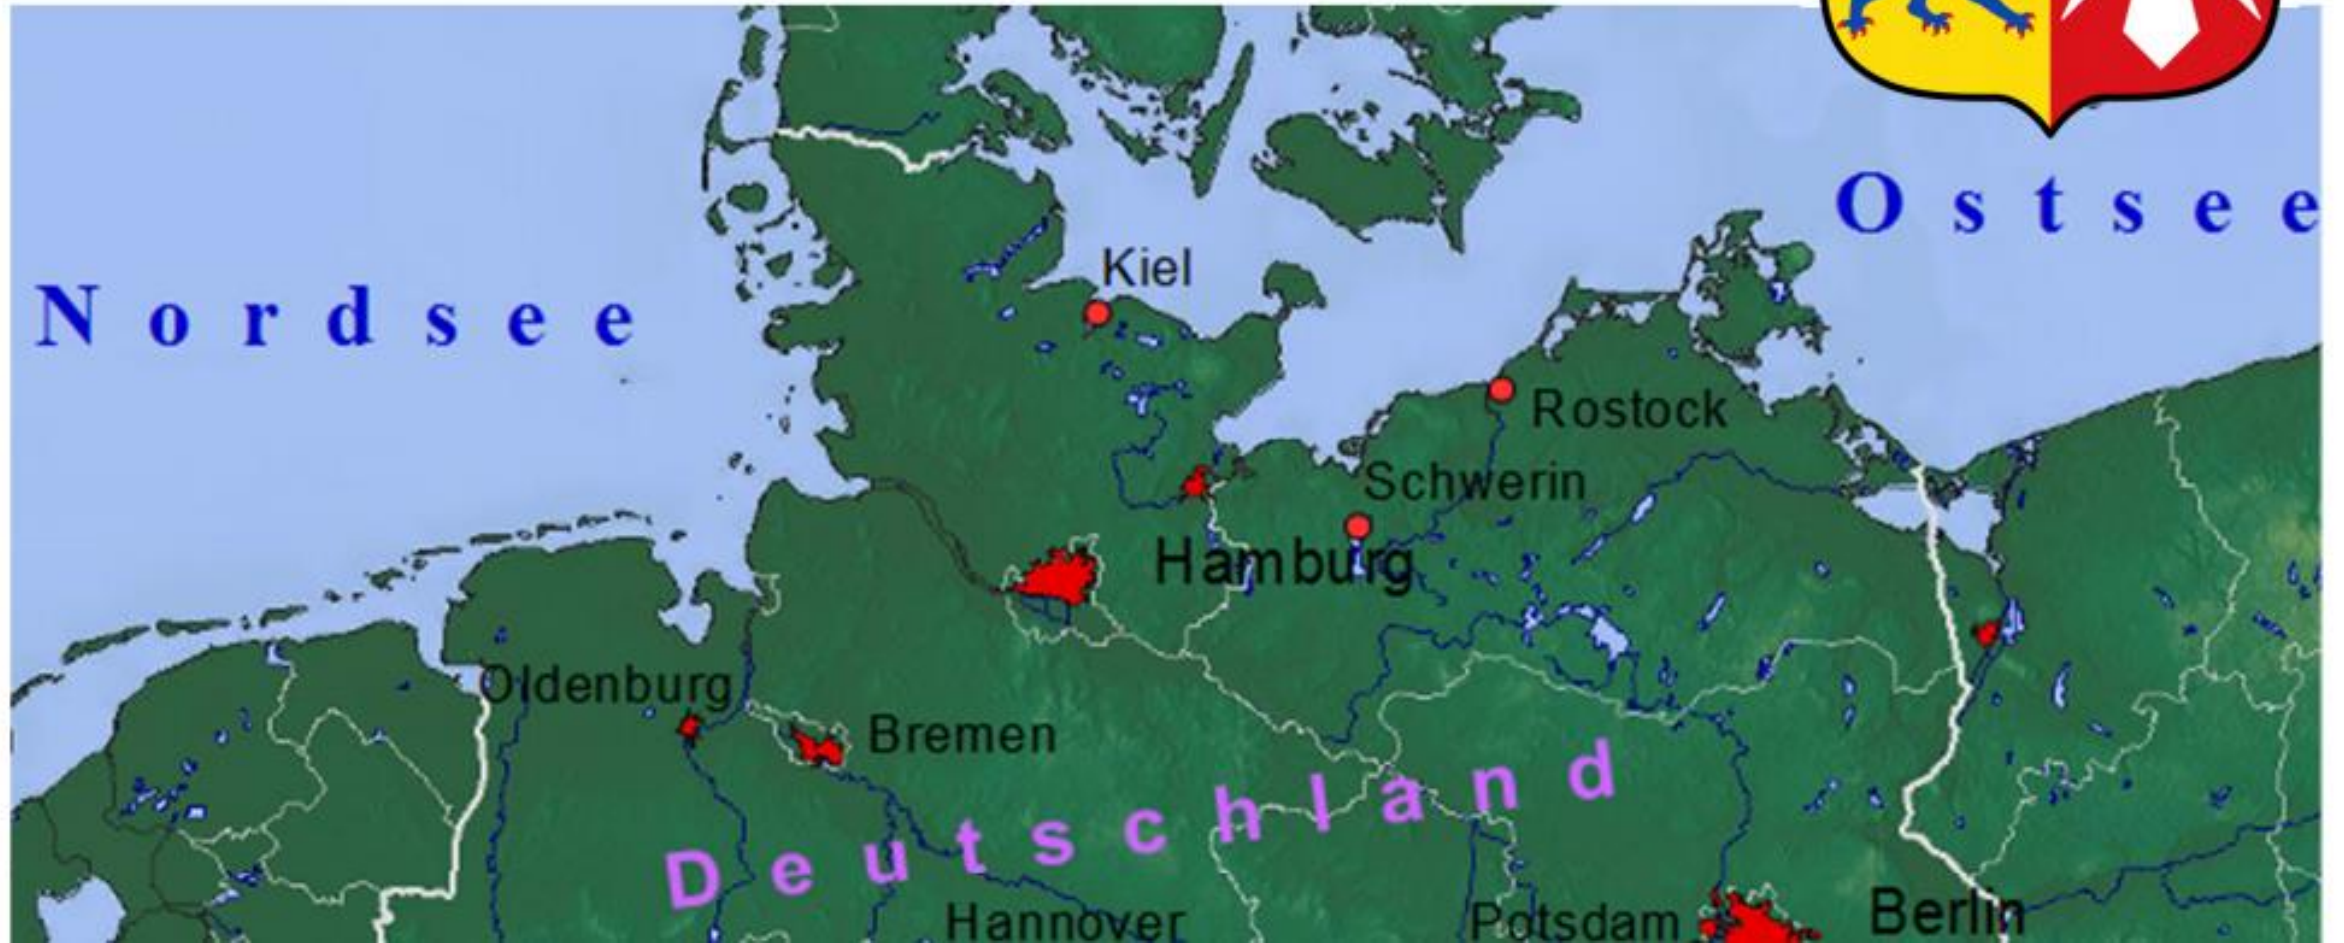 Ostsee
Kiel
Nordsee
Rostock
Schwerin
Hamburg
Oldenburg
Bremen
Deutschland
Hannover
Potsdam
Berlin